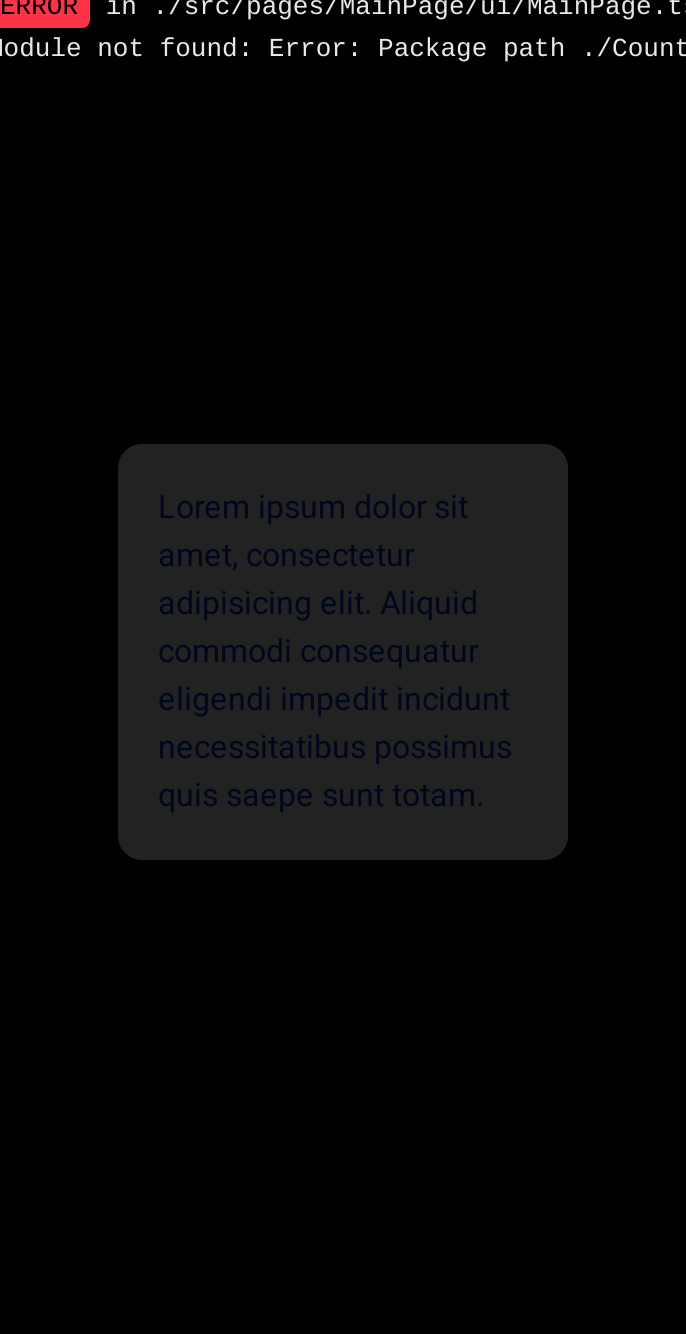 ERROR in ./src/pages/MainPage/ui/MainPage.t
Module not found: Error: Package path ./Count
Lorem ipsum dolor sit
amet, consectetur
adipisicing elit. Aliquid
commodi consequatur
eligendi impedit incidunt
necessitatibus possimus
quis saepe sunt totam.